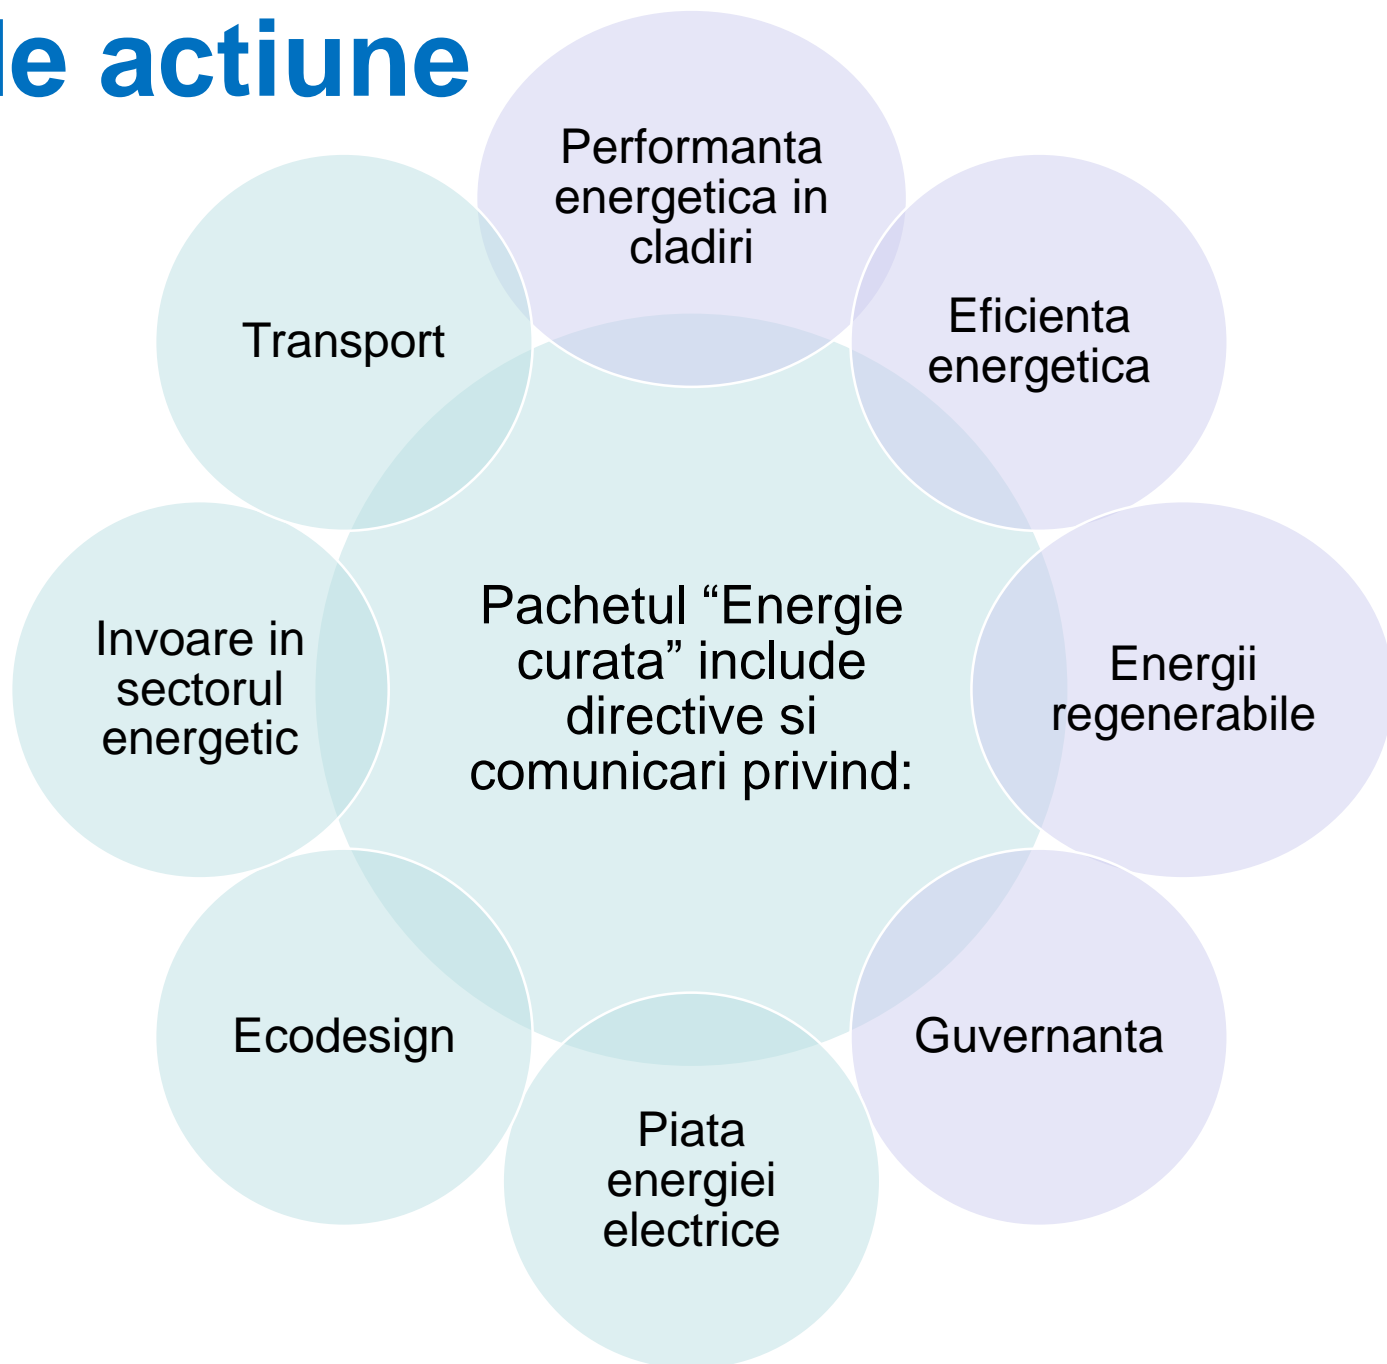 le actiune
Performanta
energetica in
cladiri
Eficienta
energetica
Energii
regenerabile
Guvernanta
Piata
energiei
electrice
Ecodesign
Invoare in
sectorul
energetic
Transport
Pachetul “Energie
curata” include
directive si
comunicari privind: